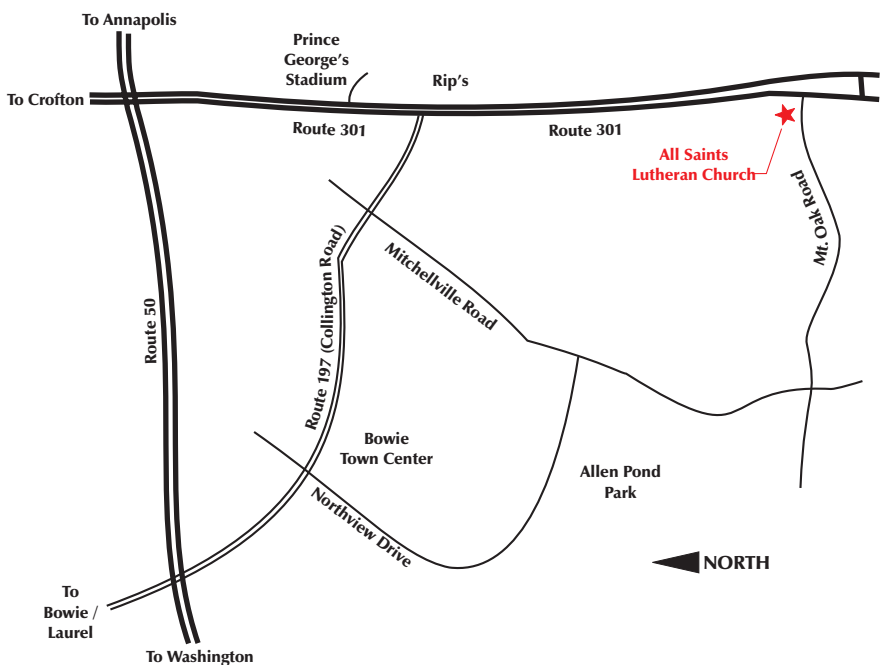 To Annapolis
To Crofton
Prince
George's
Stadium
Rip's
Route 301
Route 301
All Saints
Lutheran Church
Mt. Oak Road
Mitchellville Road
Route 50
Route 197 (Collington Road)
Bowie
Town Center
Allen Pond
Park
Northview Drive
NORTH
To
Bowie /
Laurel
To Washington